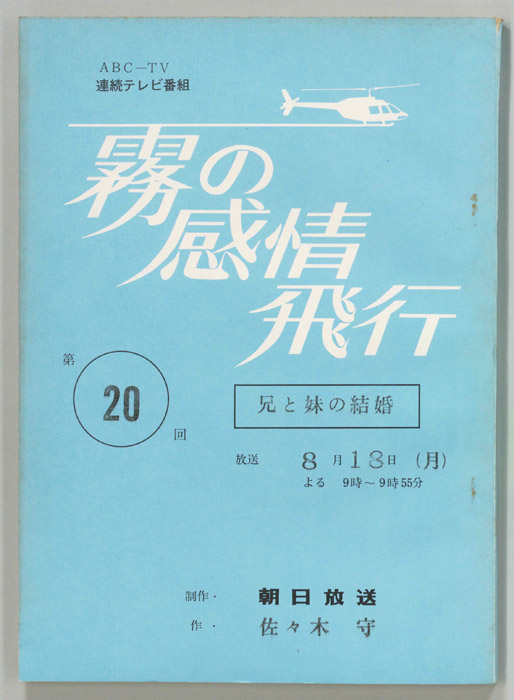 ABC－TV
連続テレビ番組
霧の
感情
飛行
第
20
回
兄と妹の結婚
放送 8月13日(月)
よる 9時〜9時55分
制作・ 朝日放送
作・ 佐々木 守